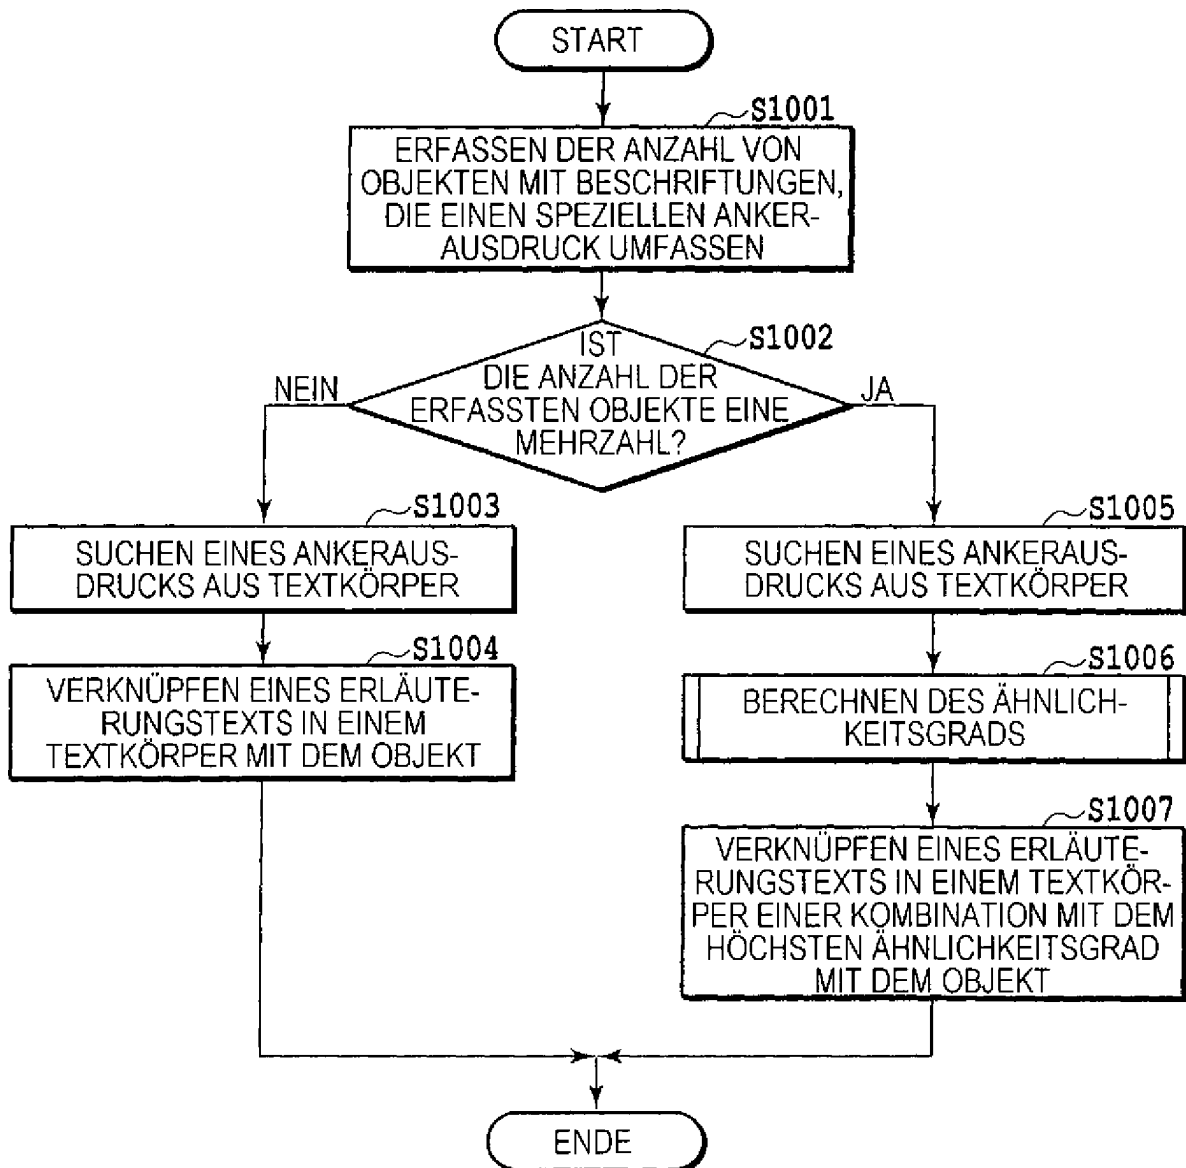 START
S1001
ERFASSEN DER ANZAHL VON
OBJEKTEN MIT BESCHRIFTUNGEN,
DIE EINEN SPEZIELLEN ANKER-
AUSDRUCK UMFASSEN
S1002
IST
DIE ANZAHL DER
ERFASSTEN OBJEKTE EINE
MEHRZAHL?
NEIN
JA
S1003
SUCHEN EINES ANKERAUS-
DRUCKS AUS TEXTKÖRPER
S1004
VERKNÜPFEN EINES ERLÄUTE-
RUNGSTEXTS IN EINEM
TEXTKÖRPER MIT DEM OBJEKT
S1005
SUCHEN EINES ANKERAUS-
DRUCKS AUS TEXTKÖRPER
S1006
BERECHNEN DES ÄHNLICH-
KEITSGRADS
S1007
VERKNÜPFEN EINES ERLÄUTE-
RUNGSTEXTS IN EINEM TEXTKÖR-
PER EINER KOMBINATION MIT DEM
HÖCHSTEN ÄHNLICHKEITSGRAD
MIT DEM OBJEKT
ENDE